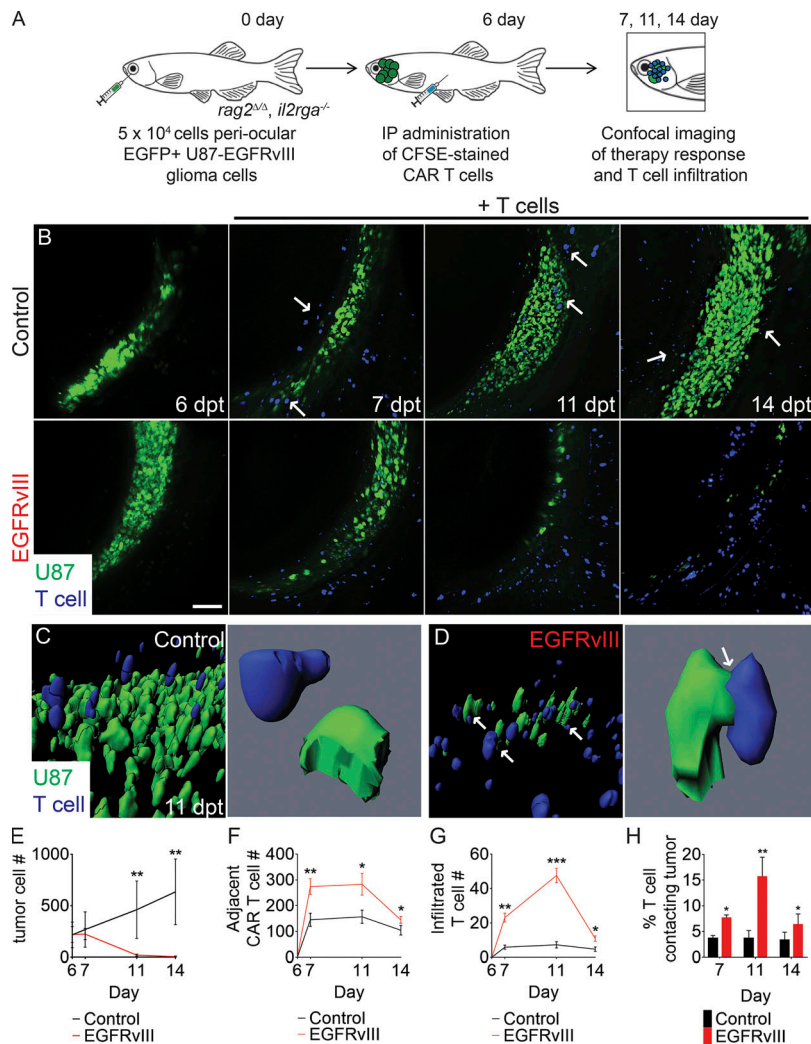 A
0 day
6 day
7, 11, 14 day
rag2Δ/Δ, il2rga-/-
5 x 10⁴ cells peri-ocular
EGFP+ U87-EGFRvIII
glioma cells
IP administration
of CFSE-stained
CAR T cells
Confocal imaging
of therapy response
and T cell infiltration
+ T cells
B
Control
6 dpt
7 dpt
11 dpt
14 dpt
EGFRvIII
U87
T cell
C
Control
U87
T cell
11 dpt
D
EGFRvIII
E
tumor cell #
1000
500
250
0
**
**
6 7 11 14
Day
Control
EGFRvIII
F
Adjacent
CAR T cell #
400
300
200
100
0
**
*
*
6 7 11 14
Day
Control
EGFRvIII
G
Infiltrated
T cell #
60
40
20
0
**
***
*
6 7 11 14
Day
Control
EGFRvIII
H
% T cell
contacting tumor
25
20
15
10
5
0
*
**
*
7 11 14
Day
Control
EGFRvIII